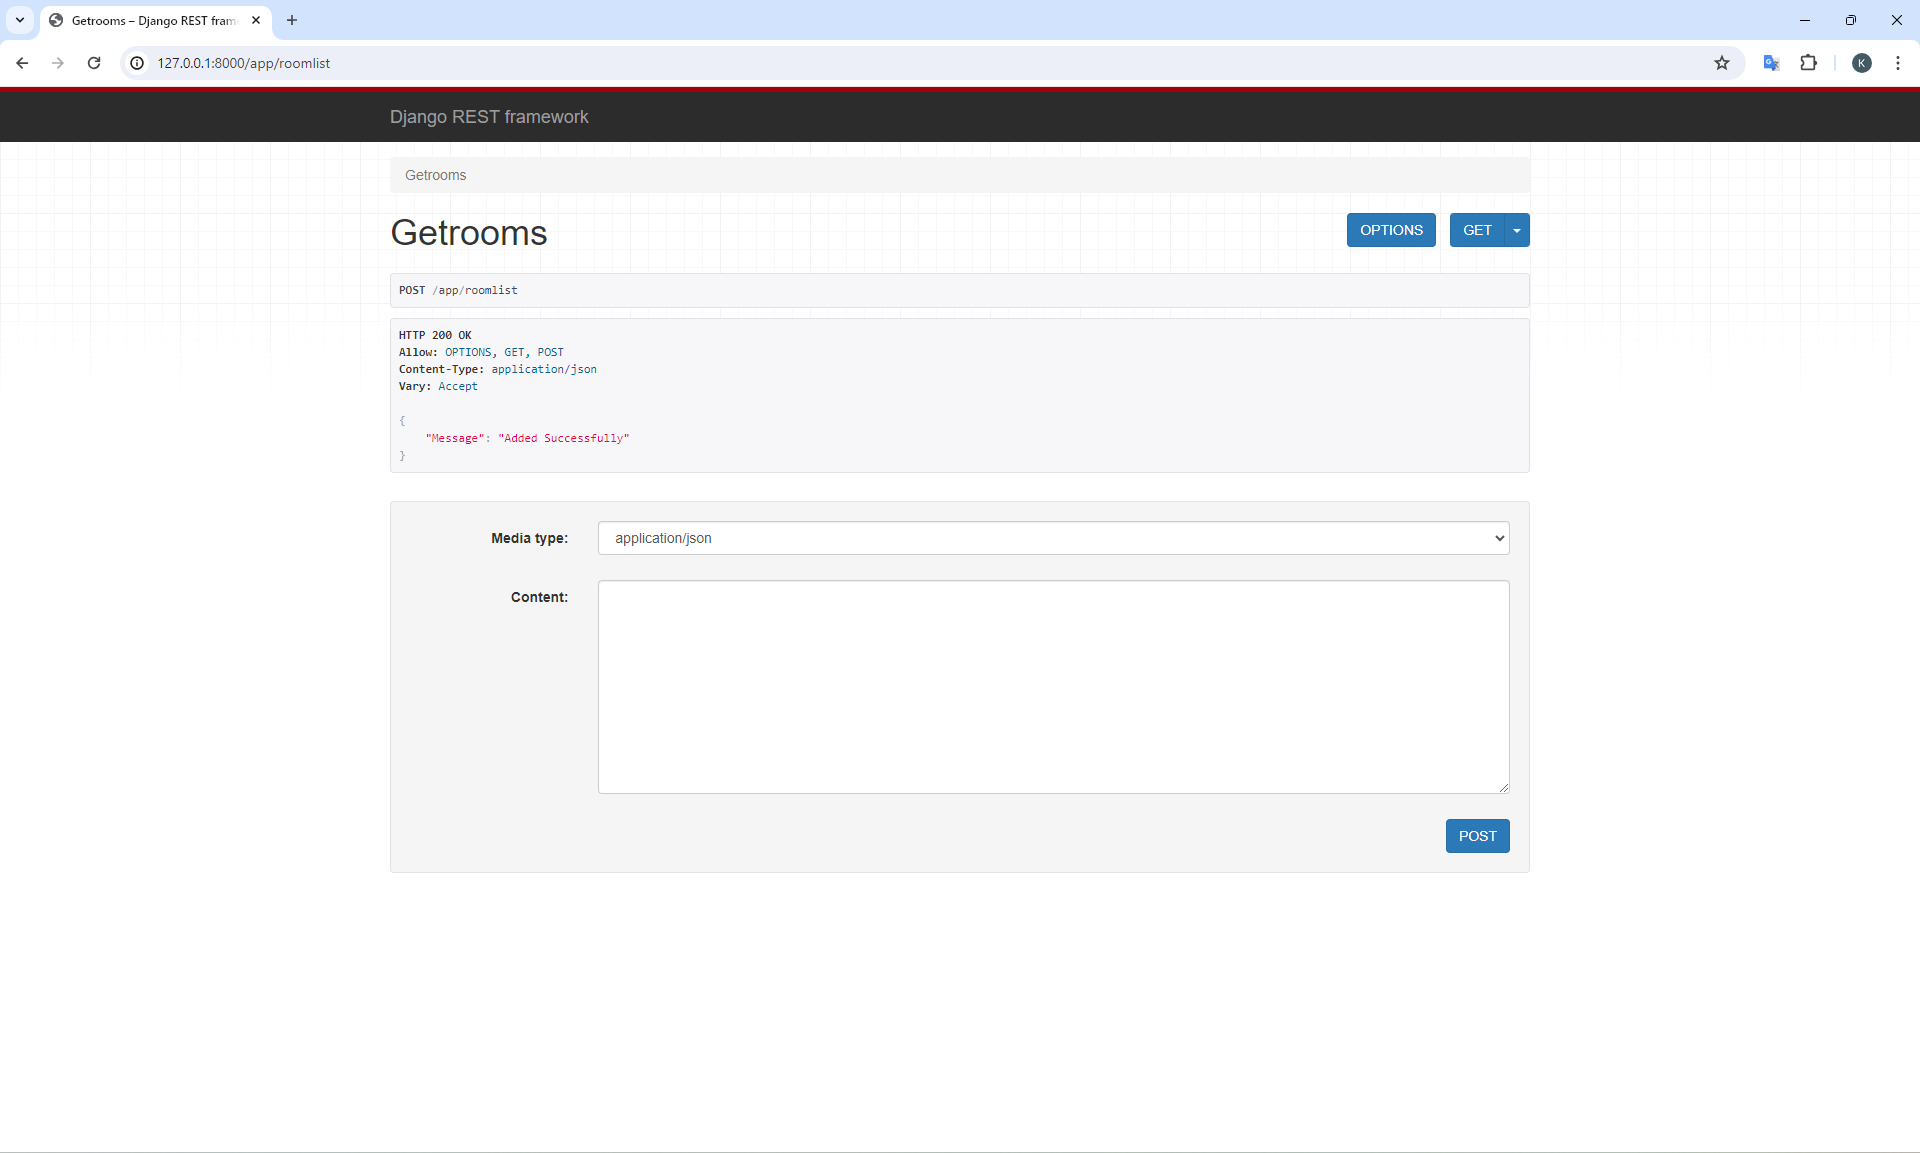 Getrooms – Django REST fram
127.0.0.1:8000/app/roomlist
K
Django REST framework
Getrooms
Getrooms
OPTIONS
GET
POST /app/roomlist
HTTP 200 OK
Allow: OPTIONS, GET, POST
Content-Type: application/json
Vary: Accept
{
"Message": "Added Successfully"
}
Media type:
application/json
Content:
POST